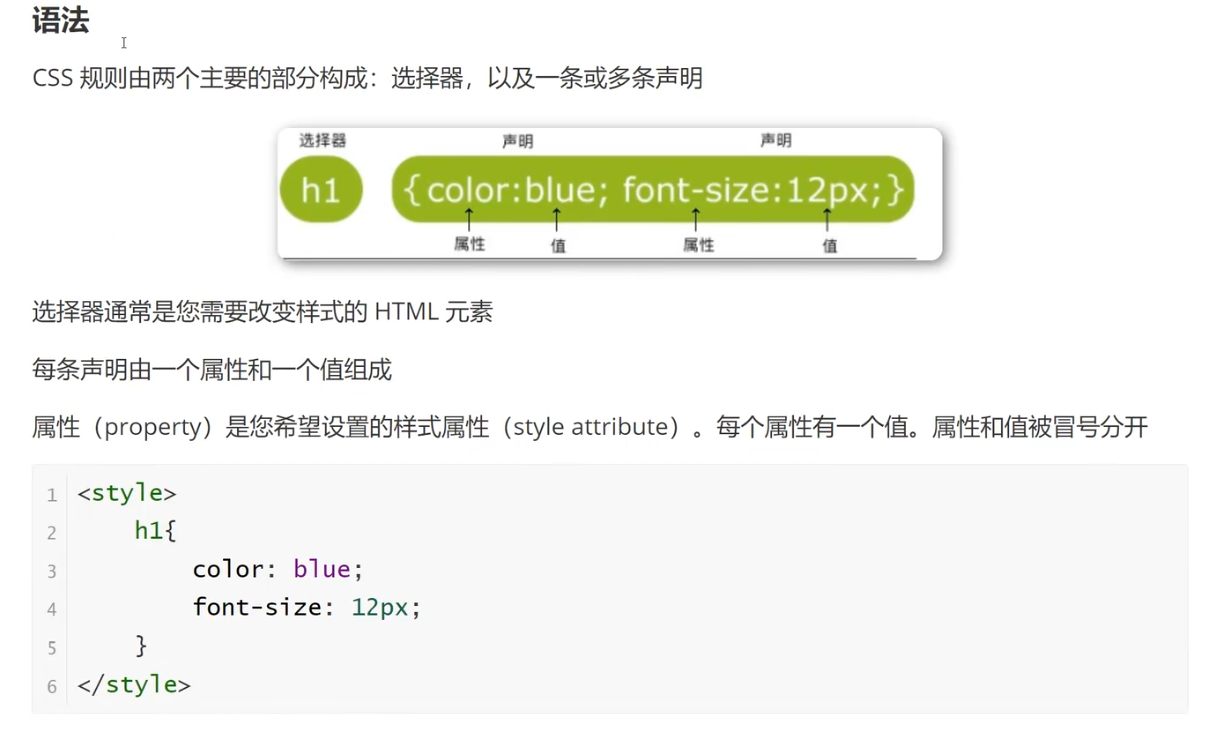 语法
CSS 规则由两个主要的部分构成：选择器，以及一条或多条声明
选择器 声明 声明
h1 {color:blue; font-size:12px;}
属性 值 属性 值
选择器通常是您需要改变样式的 HTML 元素
每条声明由一个属性和一个值组成
属性（property）是您希望设置的样式属性（style attribute）。每个属性有一个值。属性和值被冒号分开
1 <style>
2 h1{
3 color: blue;
4 font-size: 12px;
5 }
6 </style>